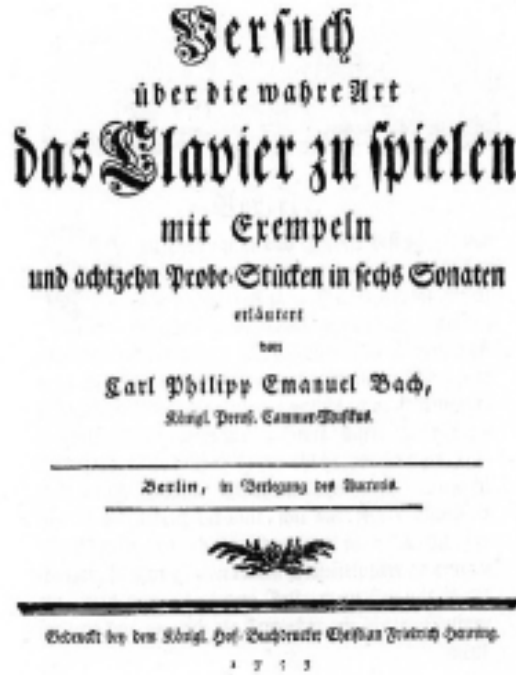 Versuch
über die wahre Art
das Clavier zu spielen
mit Exempeln
und achtzehn Probe-Stücken in sechs Sonaten
erläutert
von
Carl Philipp Emanuel Bach,
Königl. Preuß. Cammer-Musikus.
Berlin, in Verlegung des Auctoris.
Gedruckt bey dem Königl. Hof-Buchdrucker Christian Friedrich Henning.
1753